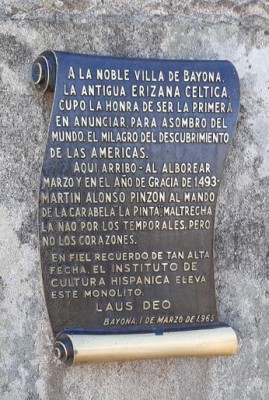 A LA NOBLE VILLA DE BAYONA,
LA ANTIGUA ERIZANA CELTICA,
CUPO LA HONRA DE SER LA PRIMERA
EN ANUNCIAR, PARA ASOMBRO DEL
MUNDO, EL MILAGRO DEL DESCUBRIMIENTO
DE LAS AMERICAS.
AQUI ARRIBO-AL ALBOREAR
MARZO Y EN EL AÑO DE GRACIA DE 1493-
MARTIN ALONSO PINZON AL MANDO
DE LA CARABELA LA PINTA; MALTRECHA
LA NAO POR LOS TEMPORALES, PERO
NO LOS CORAZONES.
EN FIEL RECUERDO DE TAN ALTA
FECHA, EL INSTITUTO DE
CULTURA HISPANICA ELEVA
ESTE MONOLITO.
LAUS DEO
BAYONA, 1 DE MARZO DE 1965